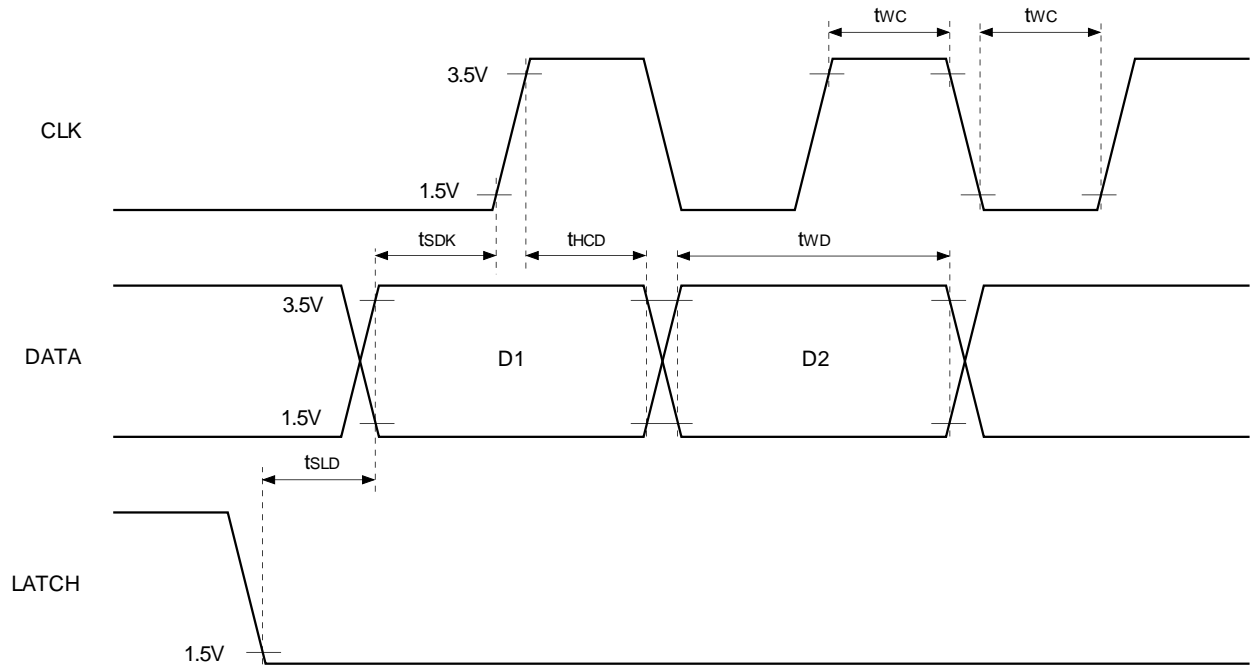 tWC
tWC
3.5V
CLK
1.5V
tSDK
tHCD
tWD
3.5V
DATA
D1
D2
1.5V
tSLD
LATCH
1.5V